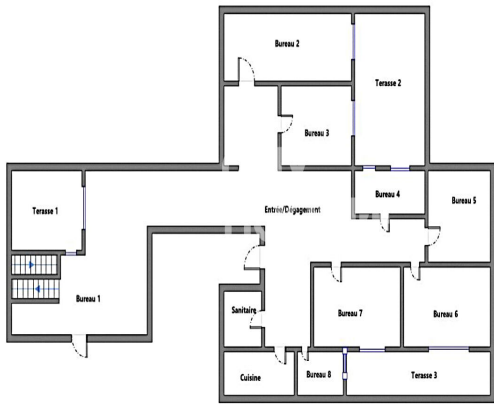 Bureau 2
Terasse 2
Bureau 3
Bureau 4
Bureau 5
Terasse 1
Entrée/Dégagement
Bureau 1
Sanitaire
Bureau 7
Bureau 6
Cuisine
Bureau 8
Terasse 3